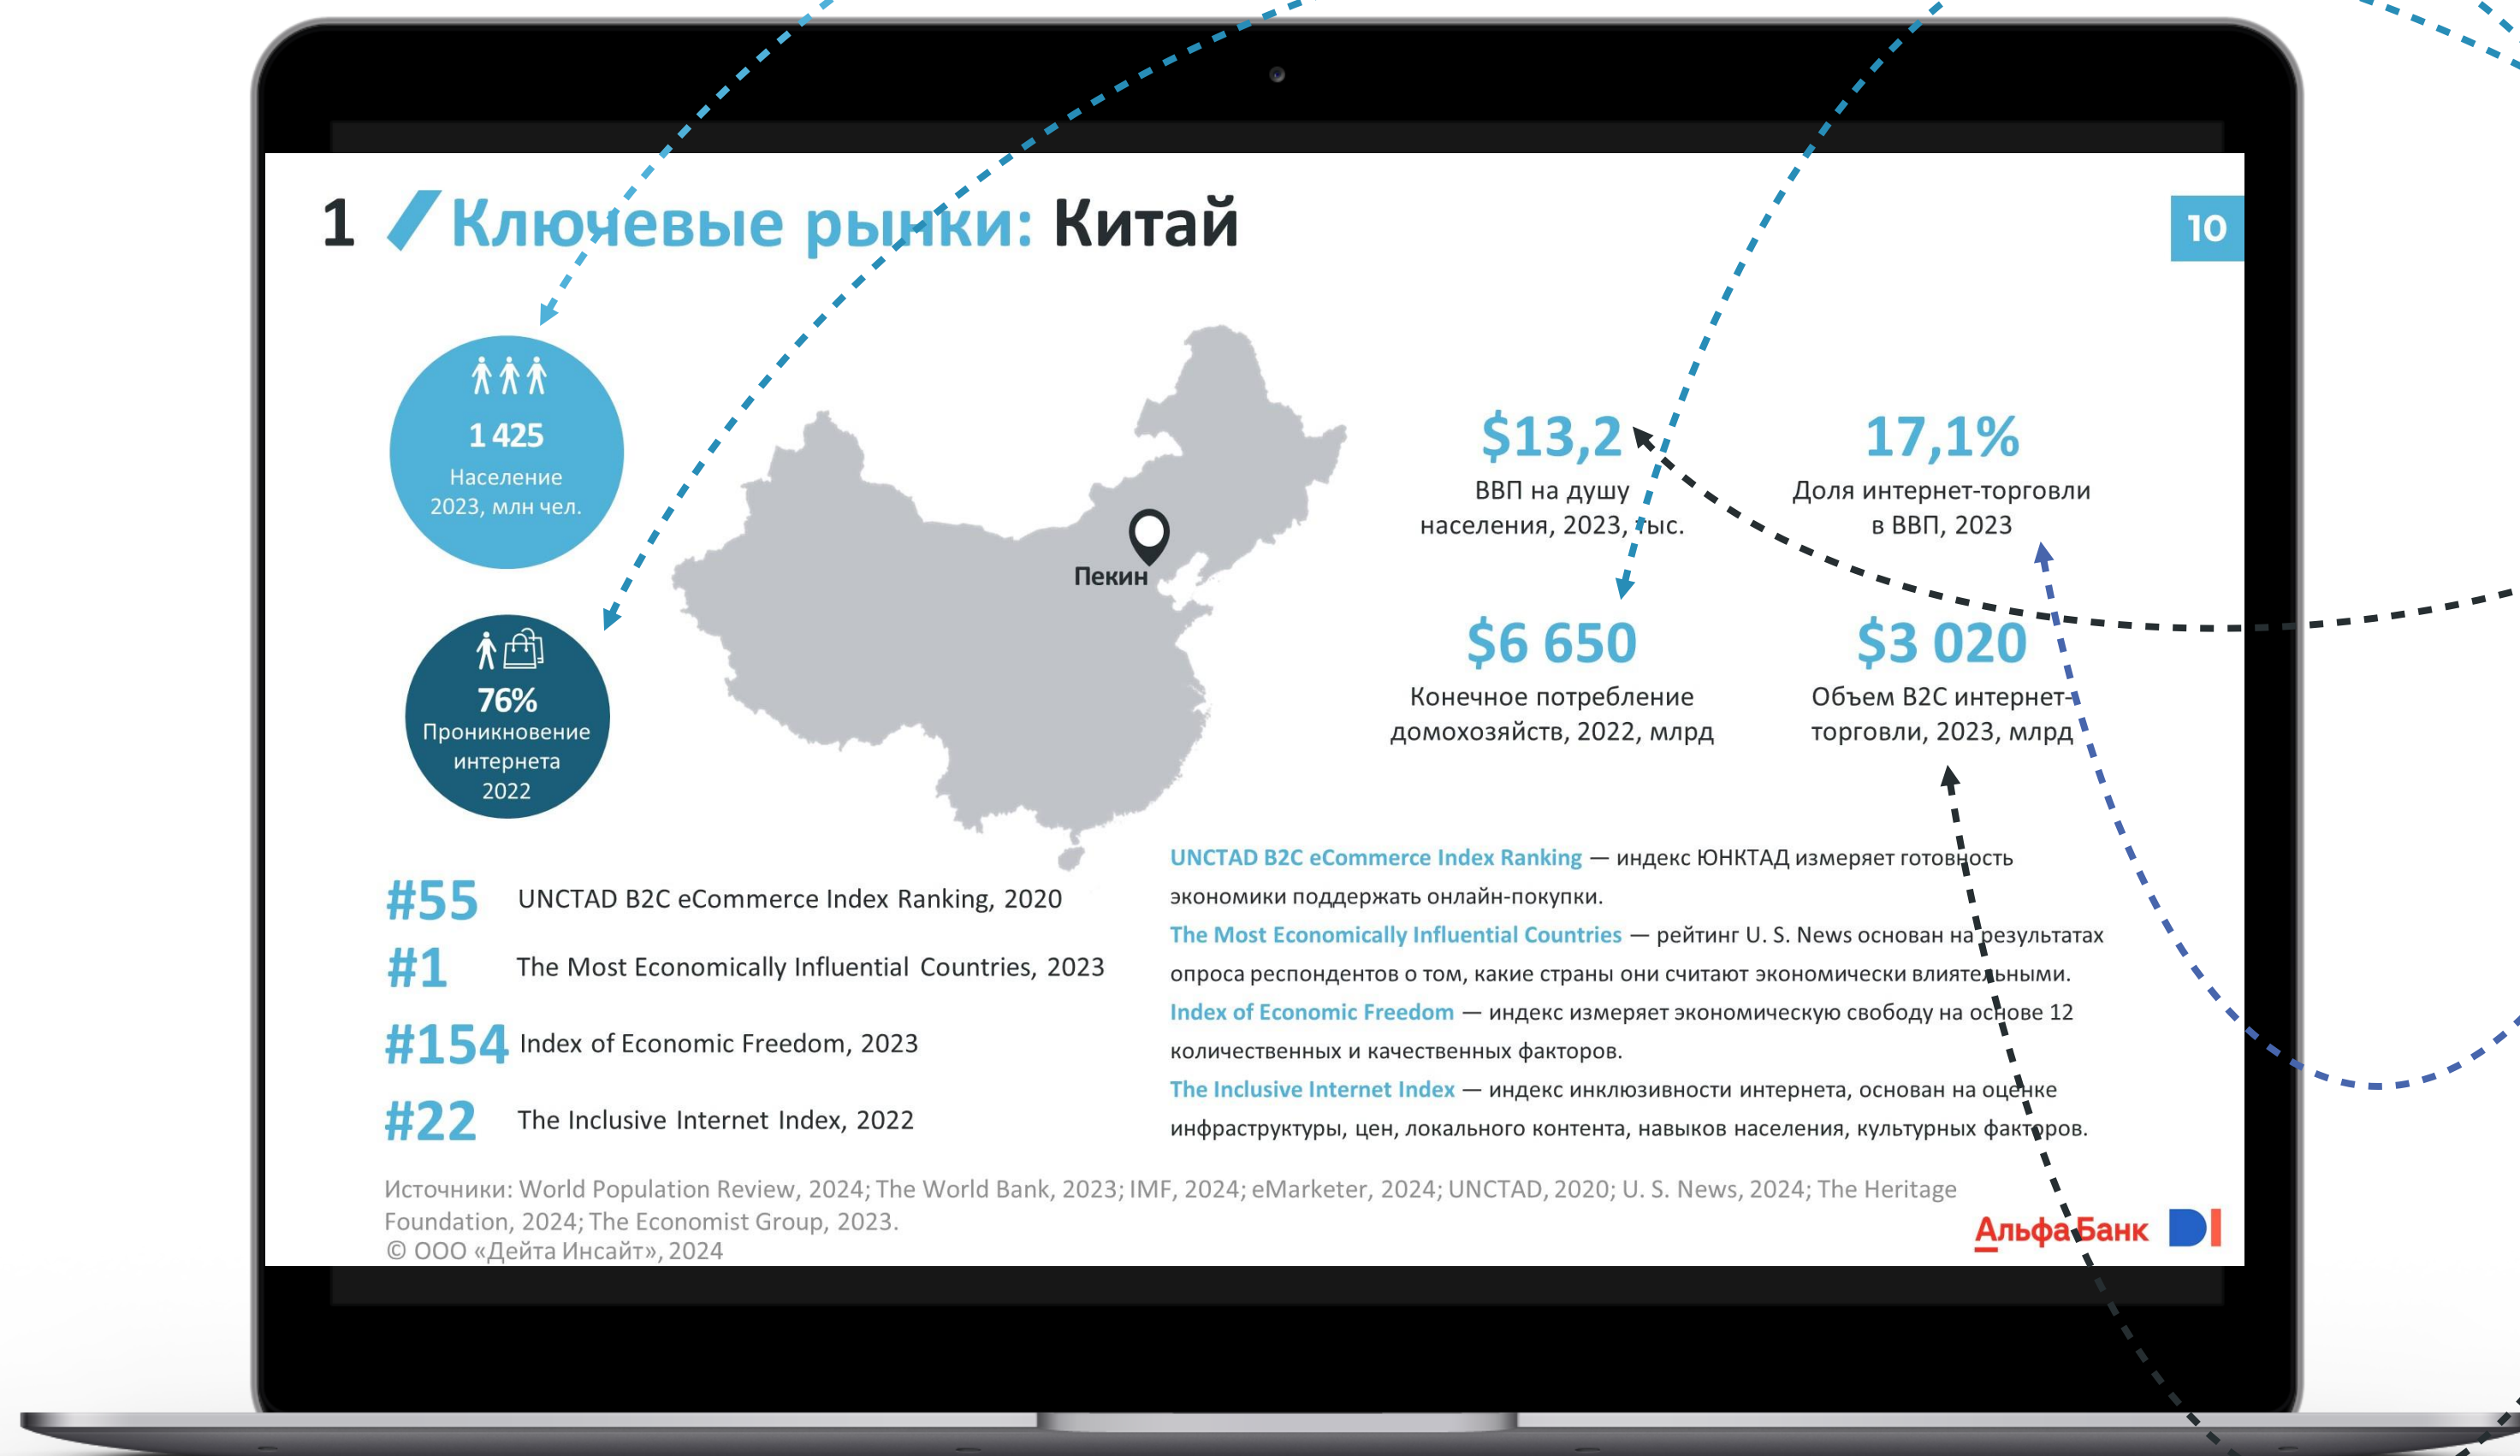 1 Ключевые рынки: Китай
10
1 425
Население
2023, млн чел.
76%
Проникновение
интернета
2022
Пекин
$13,2
ВВП на душу
населения, 2023, тыс.
17,1%
Доля интернет-торговли
в ВВП, 2023
$6 650
Конечное потребление
домохозяйств, 2022, млрд
$3 020
Объем B2C интернет-
торговли, 2023, млрд
#55 UNCTAD B2C eCommerce Index Ranking, 2020
#1 The Most Economically Influential Countries, 2023
#154 Index of Economic Freedom, 2023
#22 The Inclusive Internet Index, 2022
UNCTAD B2C eCommerce Index Ranking — индекс ЮНКТАД измеряет готовность
экономики поддержать онлайн-покупки.
The Most Economically Influential Countries — рейтинг U. S. News основан на результатах
опроса респондентов о том, какие страны они считают экономически влиятельными.
Index of Economic Freedom — индекс измеряет экономическую свободу на основе 12
количественных и качественных факторов.
The Inclusive Internet Index — индекс инклюзивности интернета, основан на оценке
инфраструктуры, цен, локального контента, навыков населения, культурных факторов.
Источники: World Population Review, 2024; The World Bank, 2023; IMF, 2024; eMarketer, 2024; UNCTAD, 2020; U. S. News, 2024; The Heritage
Foundation, 2024; The Economist Group, 2023.
© ООО «Дейта Инсайт», 2024
Альфа Банк DI